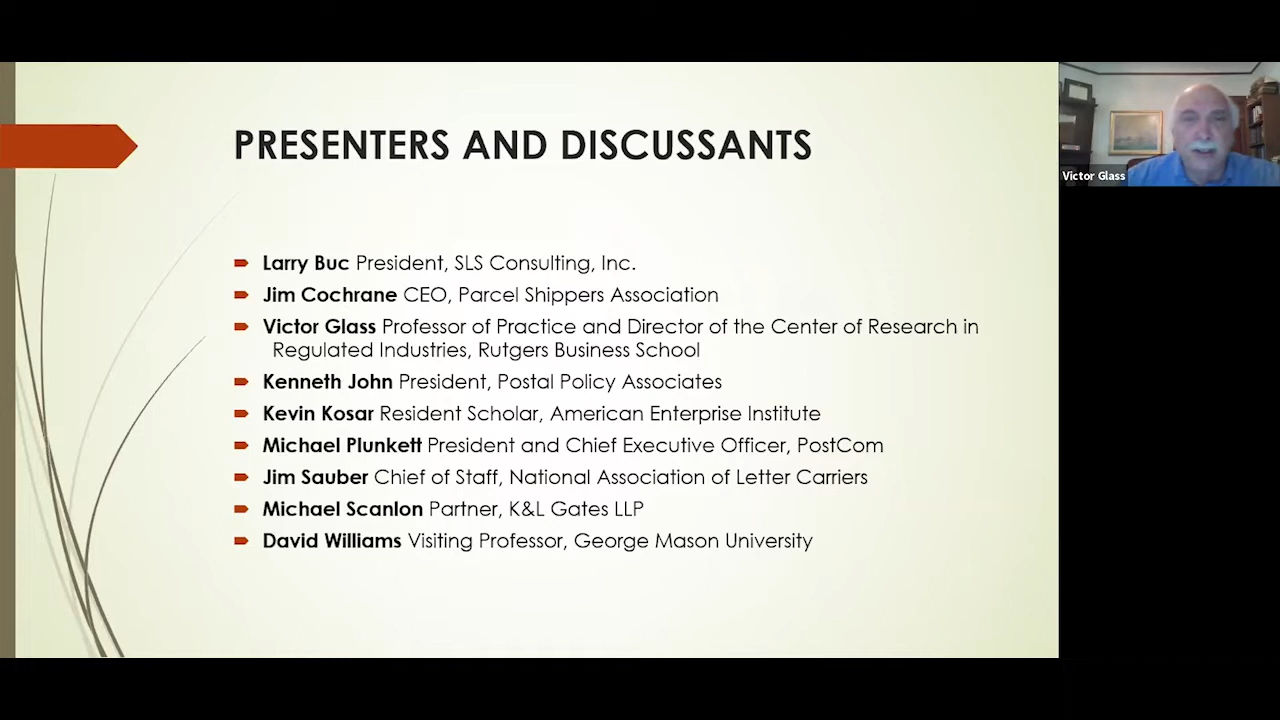 PRESENTERS AND DISCUSSANTS
Victor Glass
Larry Buc President, SLS Consulting, Inc.
Jim Cochrane CEO, Parcel Shippers Association
Victor Glass Professor of Practice and Director of the Center of Research in
Regulated Industries, Rutgers Business School
Kenneth John President, Postal Policy Associates
Kevin Kosar Resident Scholar, American Enterprise Institute
Michael Plunkett President and Chief Executive Officer, PostCom
Jim Sauber Chief of Staff, National Association of Letter Carriers
Michael Scanlon Partner, K&L Gates LLP
David Williams Visiting Professor, George Mason University